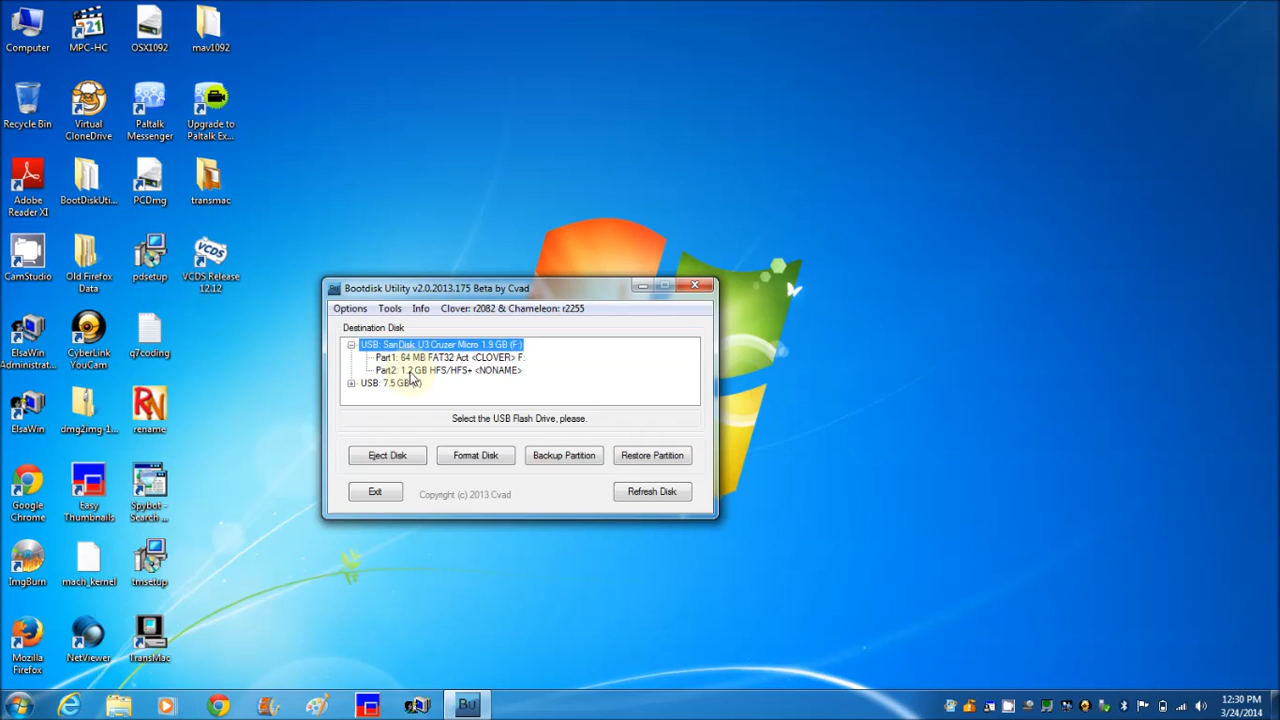 Computer
MPC-HC
OSX1092
mav1092
Recycle Bin
Virtual
CloneDrive
Paltalk
Messenger
Upgrade to
Paltalk Ex...
Adobe
Reader XI
BootDiskUti...
PCDmg
transmac
CamStudio
Old Firefox
Data
pdsetup
VCDS Release
12.12
ElsaWin
Administrat...
CyberLink
YouCam
q7coding
ElsaWin
dmg2img-1...
rename
Google
Chrome
Easy
Thumbnails
Spybot -
Search ...
ImgBurn
mach_kernel
tmsetup
Mozilla
Firefox
NetViewer
TransMac
Bu Bootdisk Utility v2.0.2013.175 Beta by Cvad
Options Tools Info Clover: r2082 & Chameleon: r2255
Destination Disk
USB: SanDisk U3 Cruzer Micro 1.9 GB (F:)
Part1: 64 MB FAT32 Act <CLOVER> F:
Part2: 1.2 GB HFS/HFS+ <NONAME>
USB: 7.5 GB
Select the USB Flash Drive, please.
Eject Disk Format Disk Backup Partition Restore Partition
Exit Copyright (c) 2013 Cvad Refresh Disk
Bu
12:30 PM
3/24/2014